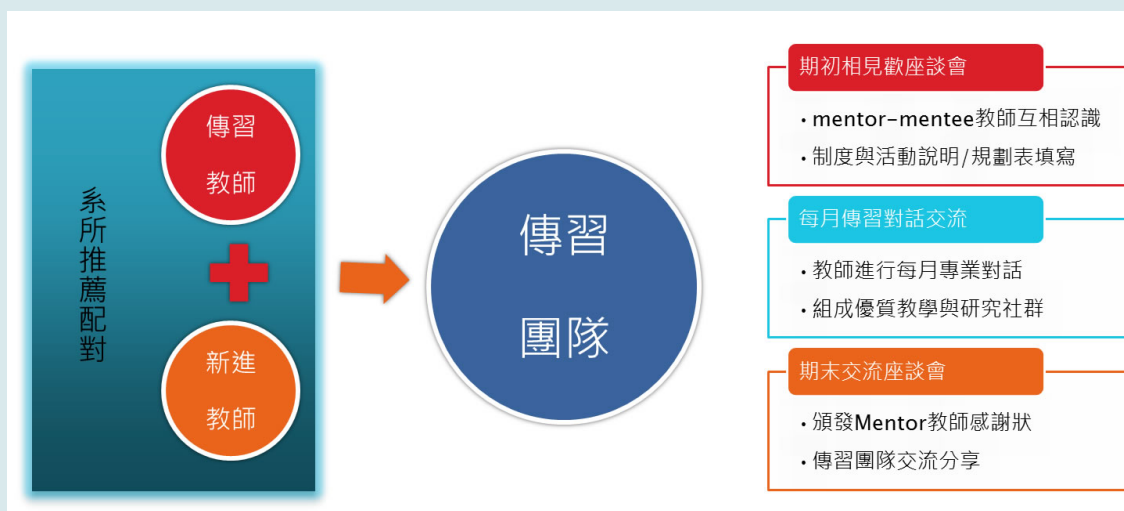 系所推薦配對
傳習
教師
新進
教師
傳習
團隊
期初相見歡座談會
・mentor-mentee教師互相認識
・制度與活動說明/規劃表填寫
每月傳習對話交流
・教師進行每月專業對話
・組成優質教學與研究社群
期末交流座談會
・頒發Mentor教師感謝狀
・傳習團隊交流分享